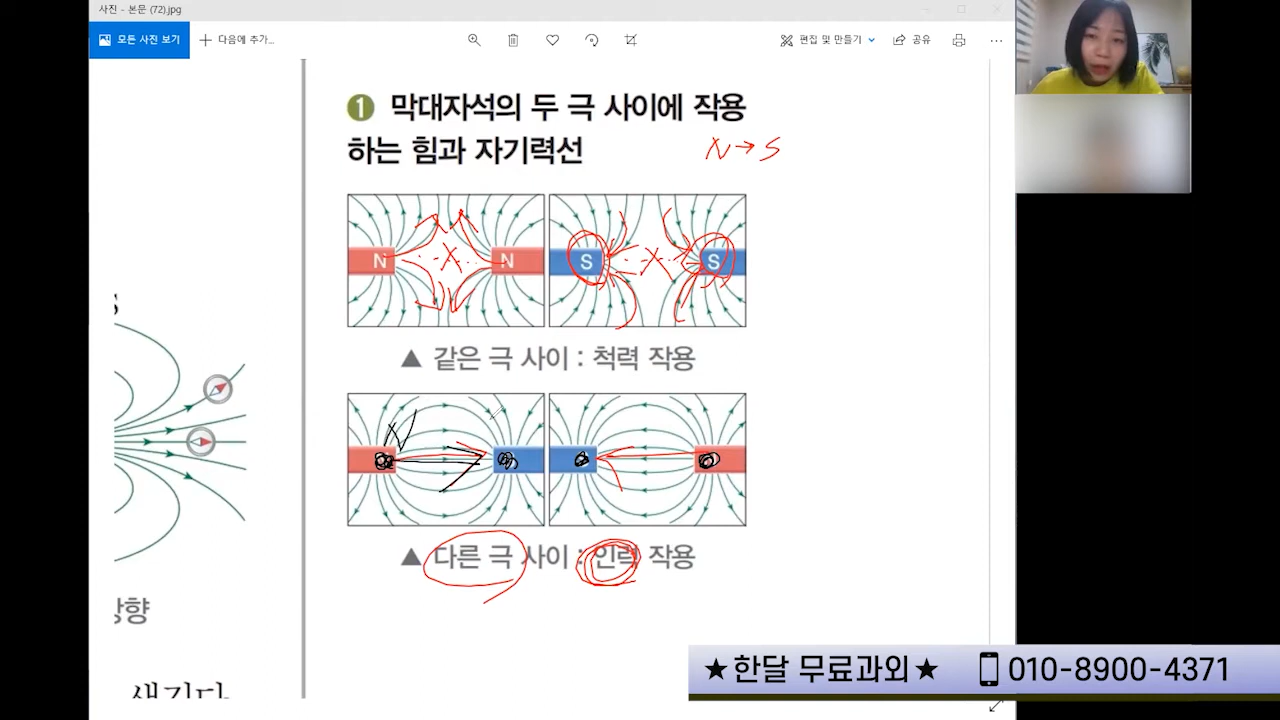 사진 - 본문 (72).jpg
모든 사진 보기
다음에 추가...
편집 및 만들기
공유
❶ 막대자석의 두 극 사이에 작용
하는 힘과 자기력선
N→S
N N S S
▲ 같은 극 사이 : 척력 작용
N
▲ 다른 극 사이 : 인력 작용
★한달 무료과외★ 010-8900-4371